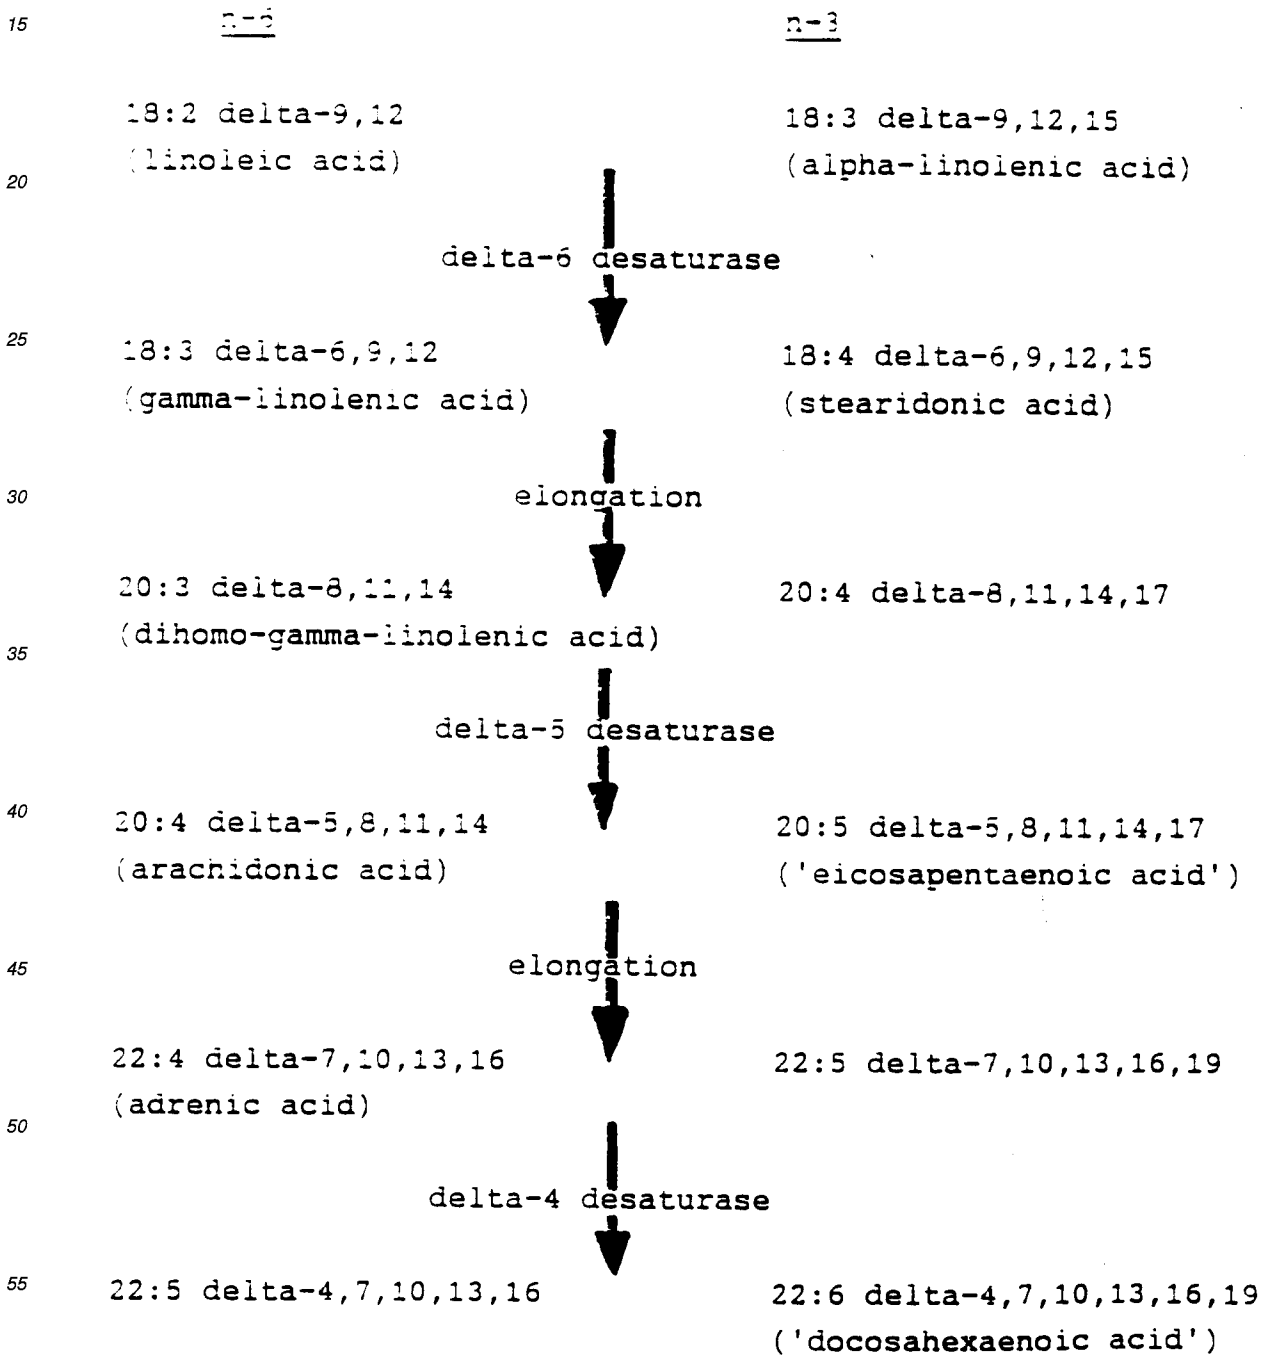 15 n-6 n-3
18:2 delta-9,12 18:3 delta-9,12,15
(linoleic acid) (alpha-linolenic acid)
20
delta-6 desaturase
25
18:3 delta-6,9,12 18:4 delta-6,9,12,15
(gamma-linolenic acid) (stearidonic acid)
30 elongation
20:3 delta-8,11,14 20:4 delta-8,11,14,17
(dihomo-gamma-linolenic acid)
35
delta-5 desaturase
40
20:4 delta-5,8,11,14 20:5 delta-5,8,11,14,17
(arachidonic acid) ('eicosapentaenoic acid')
45 elongation
22:4 delta-7,10,13,16 22:5 delta-7,10,13,16,19
(adrenic acid)
50
delta-4 desaturase
55 22:5 delta-4,7,10,13,16 22:6 delta-4,7,10,13,16,19
('docosahexaenoic acid')